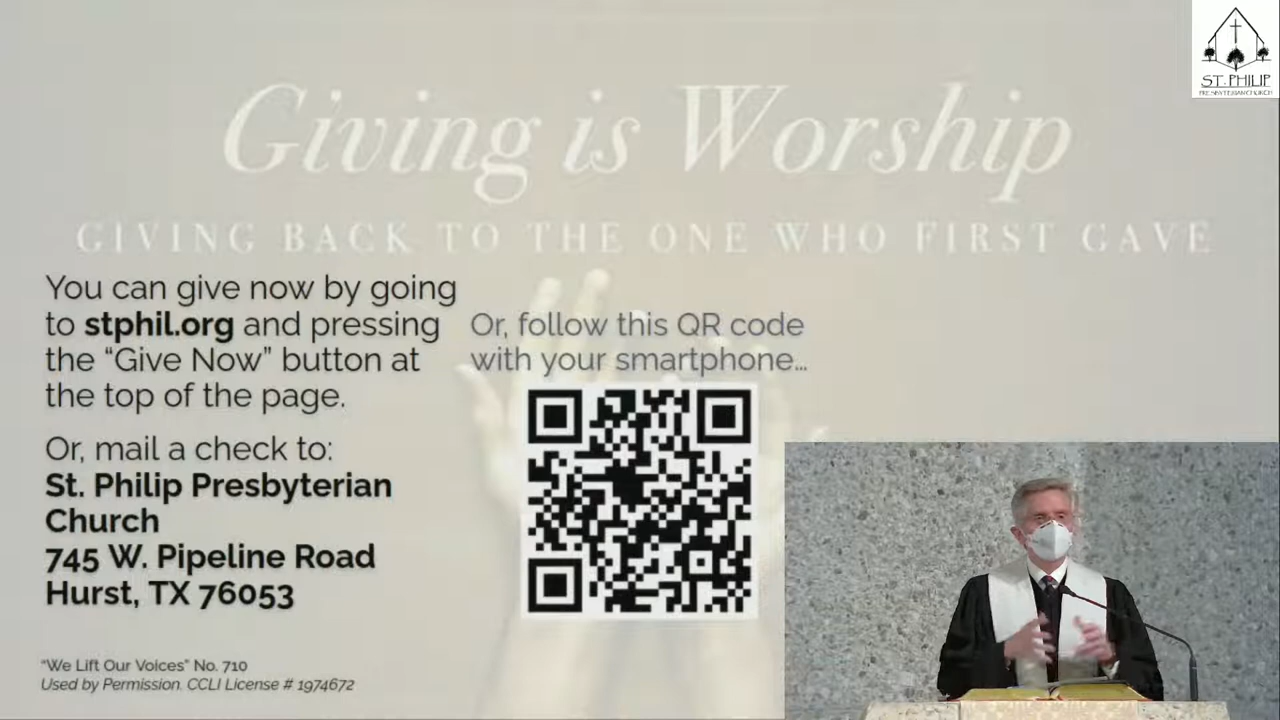 ST. PHILIP
PRESBYTERIAN CHURCH
Giving is Worship
GIVING BACK TO THE ONE WHO FIRST GAVE
You can give now by going
to stphil.org and pressing
the “Give Now” button at
the top of the page.
Or, mail a check to:
St. Philip Presbyterian
Church
745 W. Pipeline Road
Hurst, TX 76053
Or, follow this QR code
with your smartphone...
“We Lift Our Voices” No. 710
Used by Permission. CCLI License # 1974672